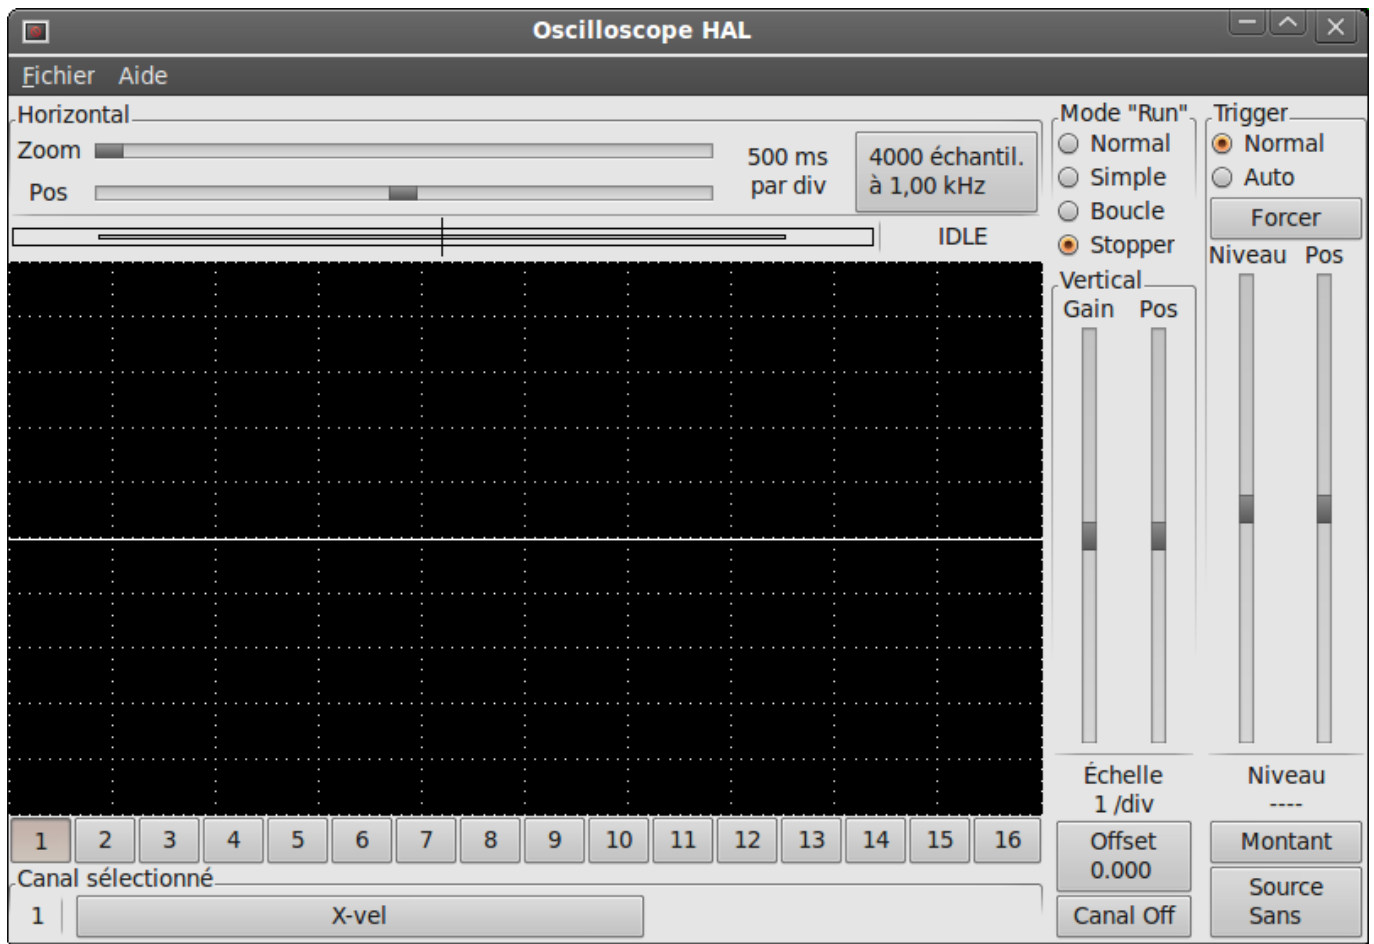 Oscilloscope HAL
Fichier Aide
Horizontal
Zoom
Pos
500 ms
par div
4000 échantil.
à 1,00 kHz
IDLE
Mode "Run"
Normal
Simple
Boucle
Stopper
Trigger
Normal
Auto
Forcer
Niveau Pos
Vertical
Gain Pos
Échelle
1 /div
Offset
0.000
Canal Off
Niveau
----
Montant
Source
Sans
1 2 3 4 5 6 7 8 9 10 11 12 13 14 15 16
Canal sélectionné
1 X-vel